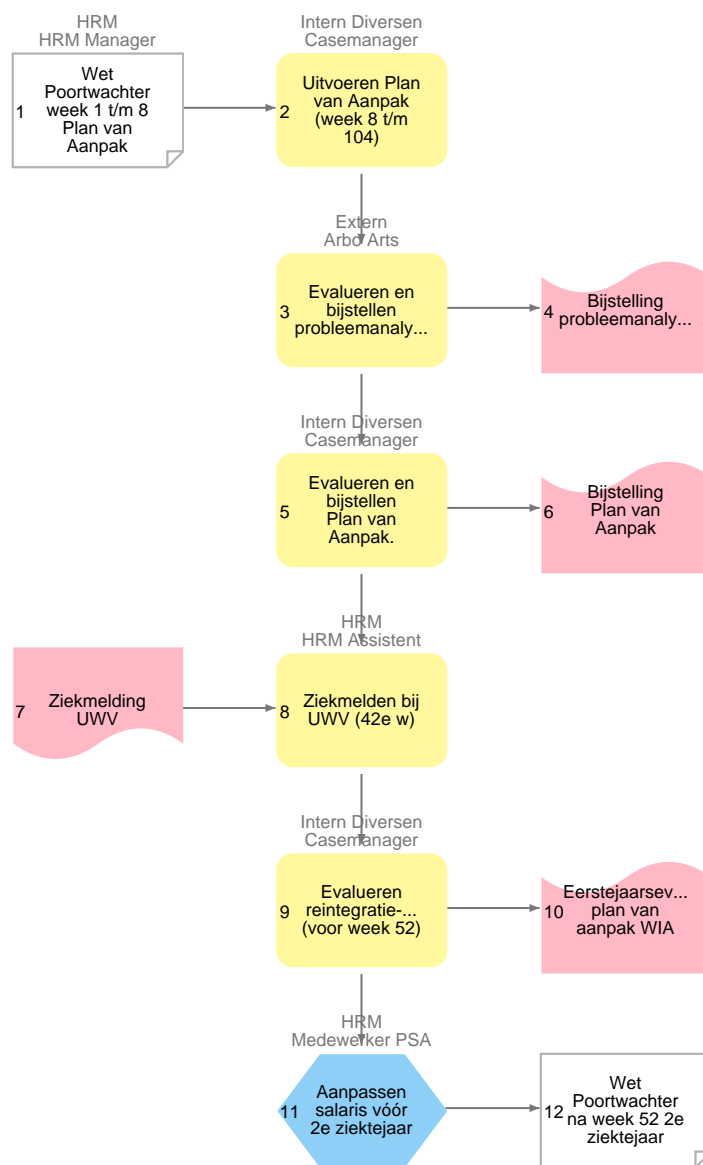 HRM
HRM Manager
1
Wet
Poortwachter
week 1 t/m 8
Plan van
Aanpak
Intern Diversen
Casemanager
2
Uitvoeren Plan
van Aanpak
(week 8 t/m
104)
Extern
Arbo Arts
3
Evalueren en
bijstellen
probleemanaly...
4
Bijstelling
probleemanaly...
Intern Diversen
Casemanager
5
Evalueren en
bijstellen
Plan van
Aanpak.
6
Bijstelling
Plan van
Aanpak
HRM
HRM Assistent
7
Ziekmelding
UWV
8
Ziekmelden bij
UWV (42e w)
Intern Diversen
Casemanager
9
Evalueren
reintegratie-...
(voor week 52)
10
Eerstejaarsev...
plan van
aanpak WIA
HRM
Medewerker PSA
11
Aanpassen
salaris vóór
2e ziektejaar
12
Wet
Poortwachter
na week 52 2e
ziektejaar